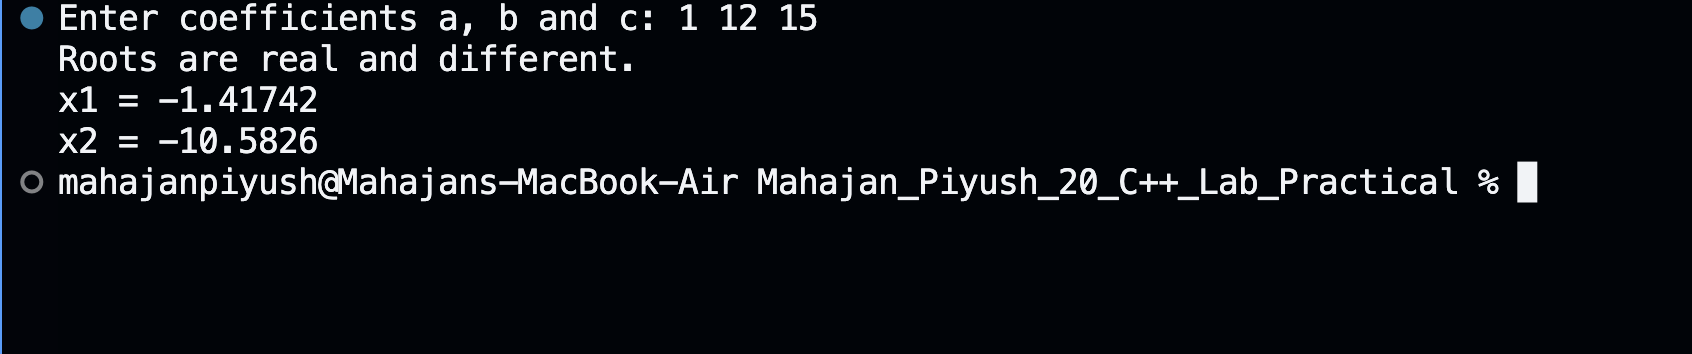 Enter coefficients a, b and c: 1 12 15
Roots are real and different.
x1 = -1.41742
x2 = -10.5826
mahajanpiyush@Mahajans-MacBook-Air Mahajan_Piyush_20_C++_Lab_Practical %